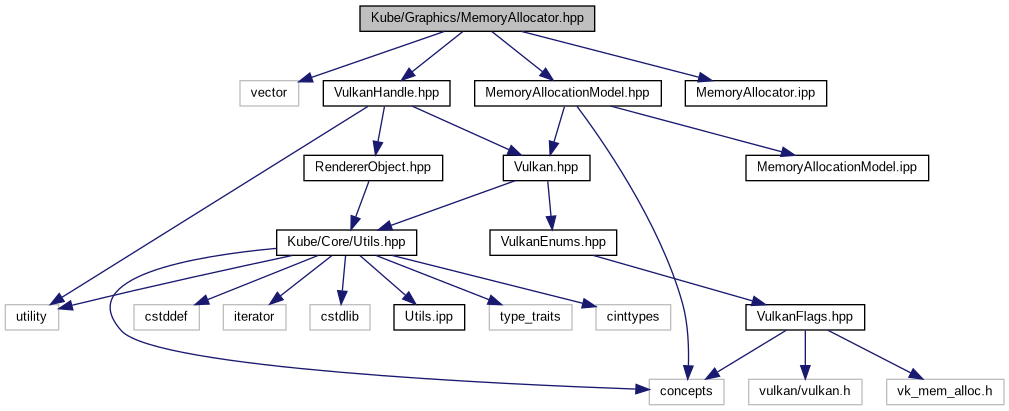 Kube/Graphics/MemoryAllocator.hpp
vector
VulkanHandle.hpp
MemoryAllocationModel.hpp
MemoryAllocator.ipp
RendererObject.hpp
Vulkan.hpp
MemoryAllocationModel.ipp
Kube/Core/Utils.hpp
VulkanEnums.hpp
utility
cstddef
iterator
cstdlib
Utils.ipp
type_traits
cinttypes
VulkanFlags.hpp
concepts
vulkan/vulkan.h
vk_mem_alloc.h